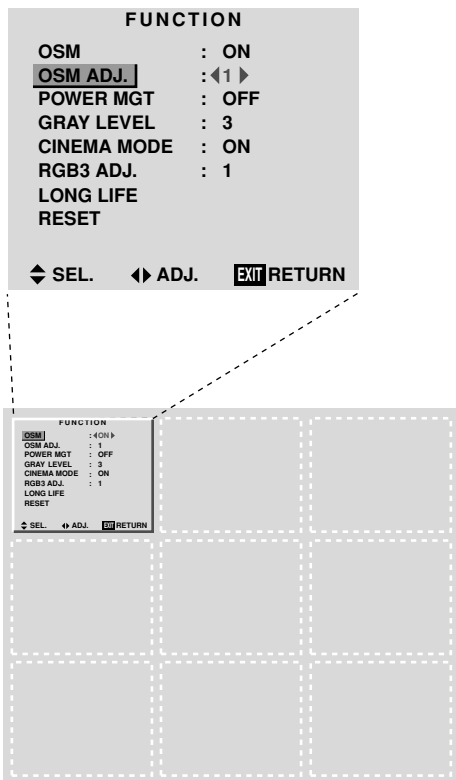 FUNCTION
OSM : ON
OSM ADJ. : ◀1▶
POWER MGT : OFF
GRAY LEVEL : 3
CINEMA MODE : ON
RGB3 ADJ. : 1
LONG LIFE
RESET
SEL. ADJ. EXIT RETURN
FUNCTION
OSM : ◀ON▶
OSM ADJ. : 1
POWER MGT : OFF
GRAY LEVEL : 3
CINEMA MODE : ON
RGB3 ADJ. : 1
LONG LIFE
RESET
SEL. ADJ. EXIT RETURN